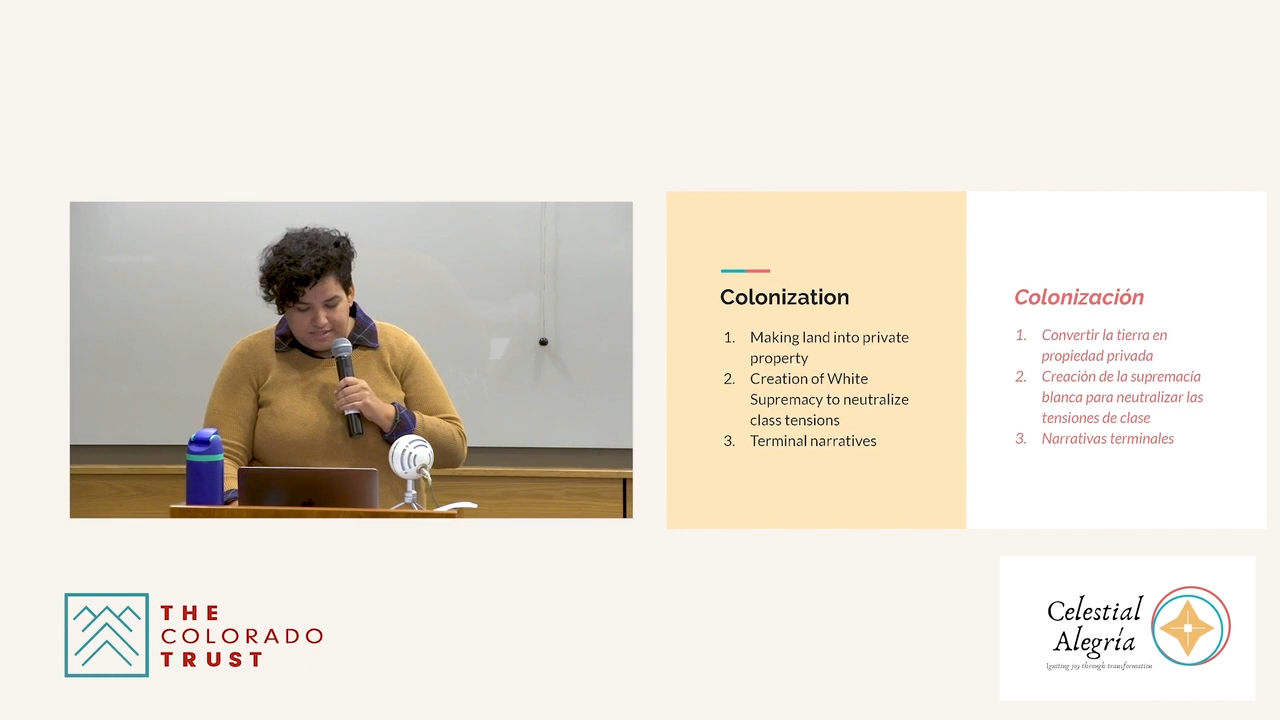 Colonization
1. Making land into private
property
2. Creation of White
Supremacy to neutralize
class tensions
3. Terminal narratives
Colonización
1. Convertir la tierra en
propiedad privada
2. Creación de la supremacía
blanca para neutralizar las
tensiones de clase
3. Narrativas terminales
THE
COLORADO
TRUST
Celestial
Alegría
Igniting joy through transformation